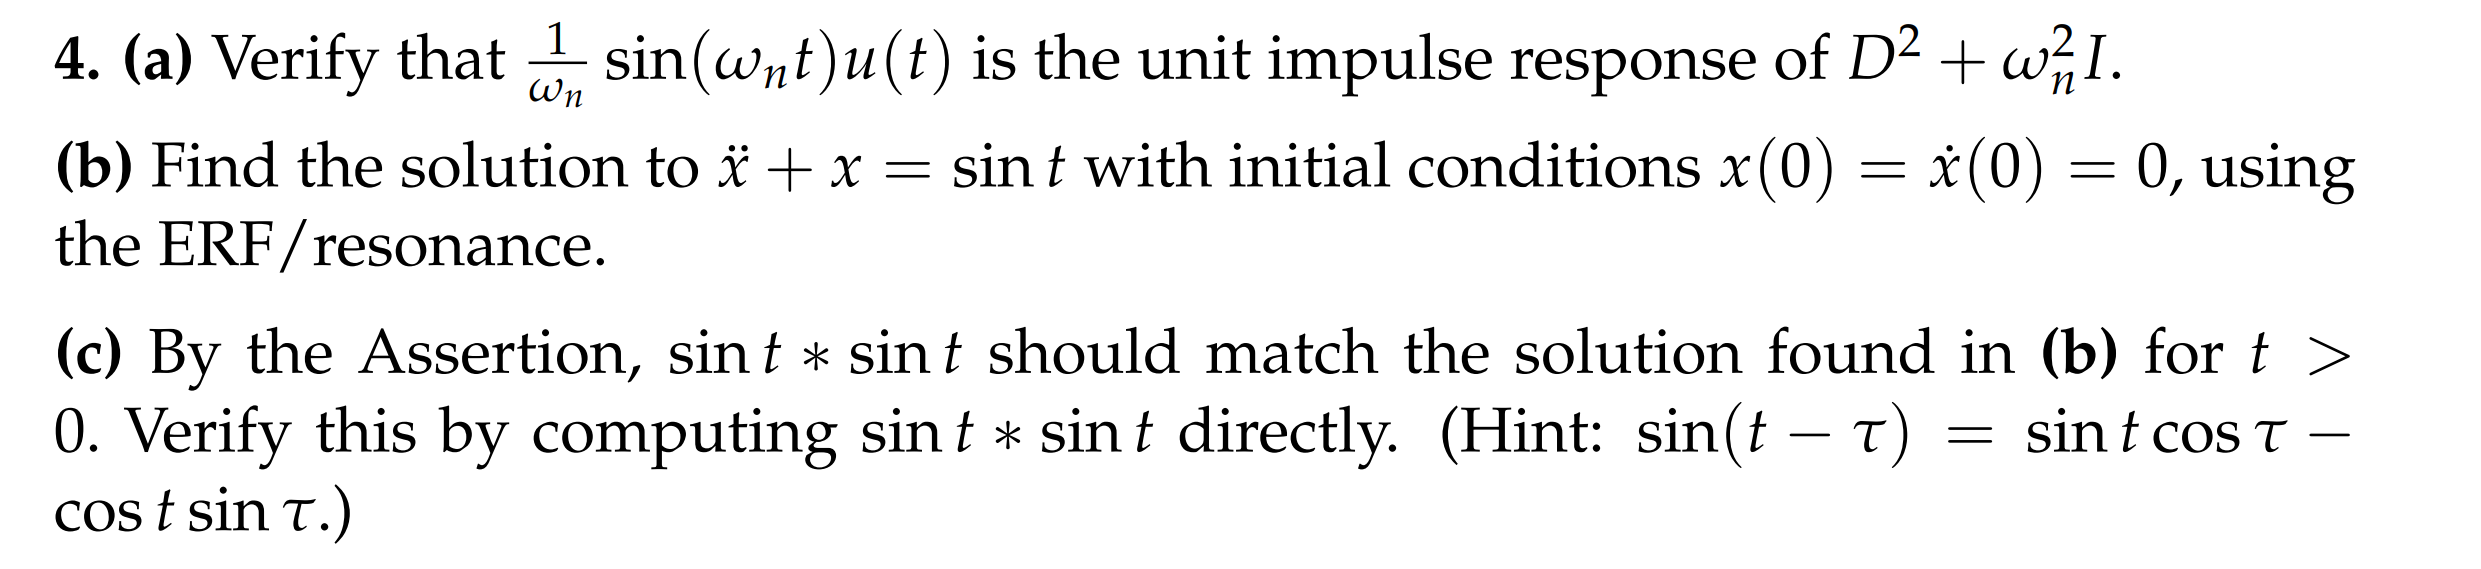 4. (a) Verify that $\frac{1}{\omega_n} \sin(\omega_n t)u(t)$ is the unit impulse response of $D^2 + \omega_n^2 I$.
(b) Find the solution to $\ddot{x} + x = \sin t$ with initial conditions $x(0) = \dot{x}(0) = 0$, using
the ERF/resonance.
(c) By the Assertion, $\sin t * \sin t$ should match the solution found in (b) for $t >$
$0$. Verify this by computing $\sin t * \sin t$ directly. (Hint: $\sin(t - \tau) = \sin t \cos \tau -$
$\cos t \sin \tau$.)